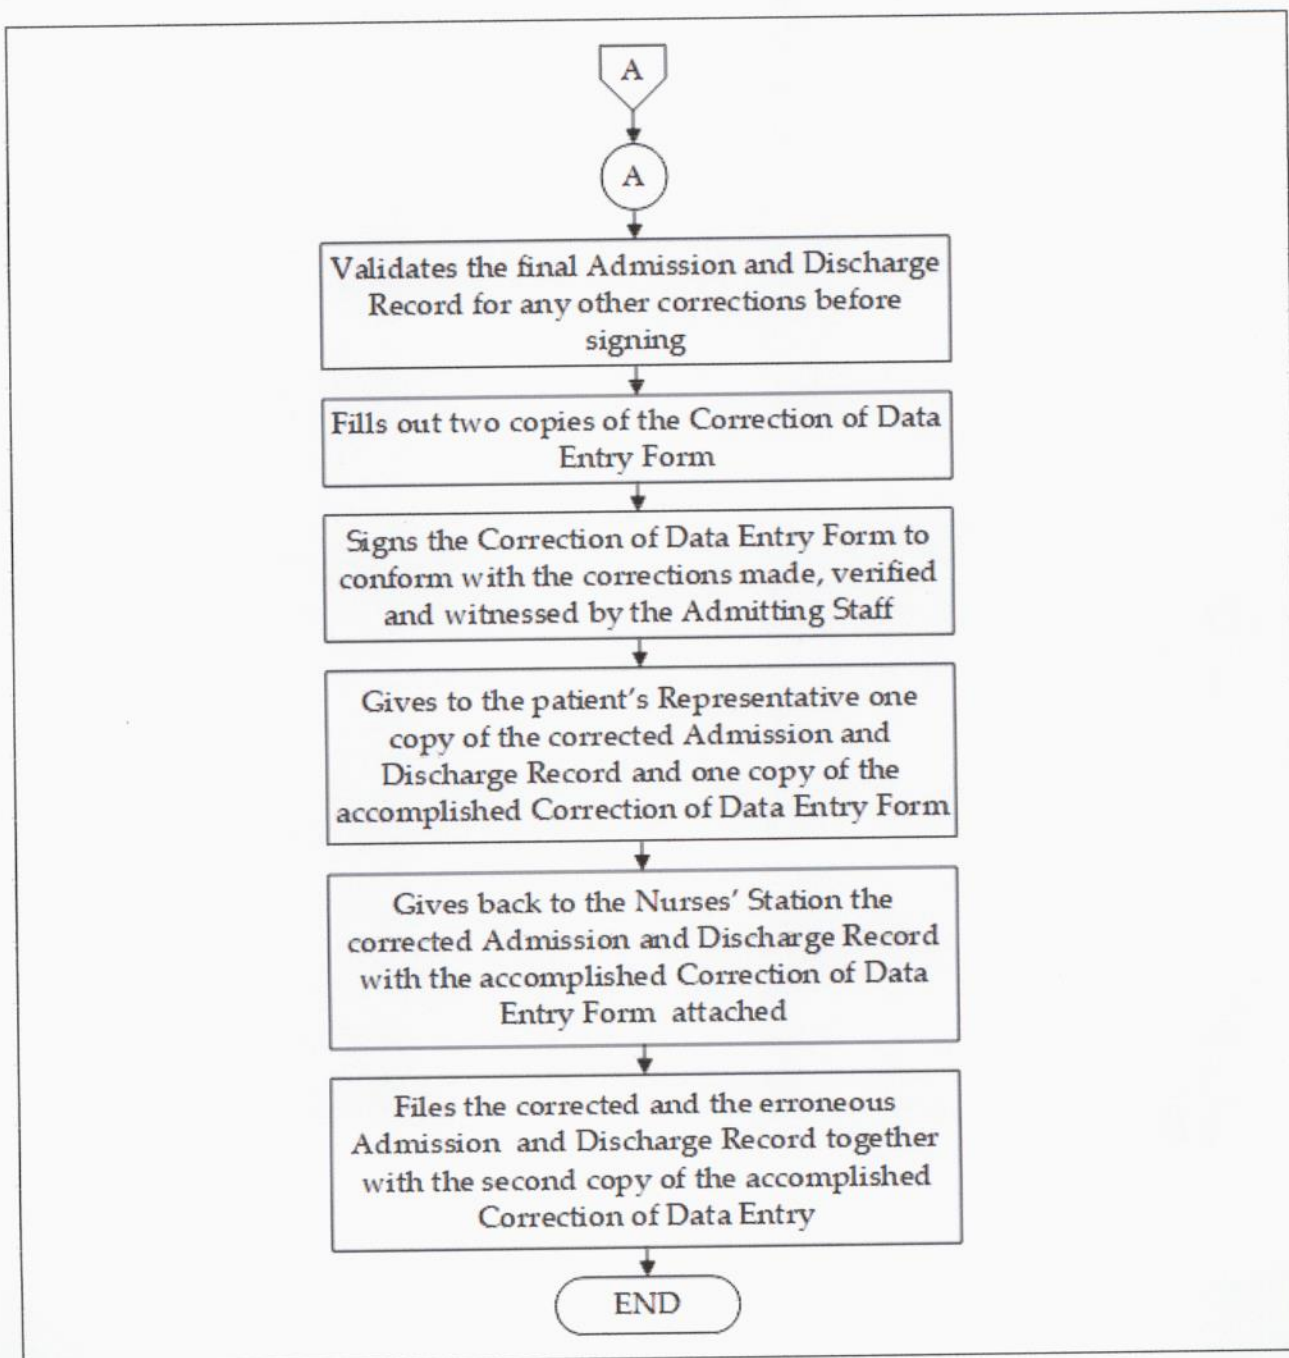 A
A
Validates the final Admission and Discharge
Record for any other corrections before
signing
Fills out two copies of the Correction of Data
Entry Form
Signs the Correction of Data Entry Form to
conform with the corrections made, verified
and witnessed by the Admitting Staff
Gives to the patient's Representative one
copy of the corrected Admission and
Discharge Record and one copy of the
accomplished Correction of Data Entry Form
Gives back to the Nurses' Station the
corrected Admission and Discharge Record
with the accomplished Correction of Data
Entry Form attached
Files the corrected and the erroneous
Admission and Discharge Record together
with the second copy of the accomplished
Correction of Data Entry
END